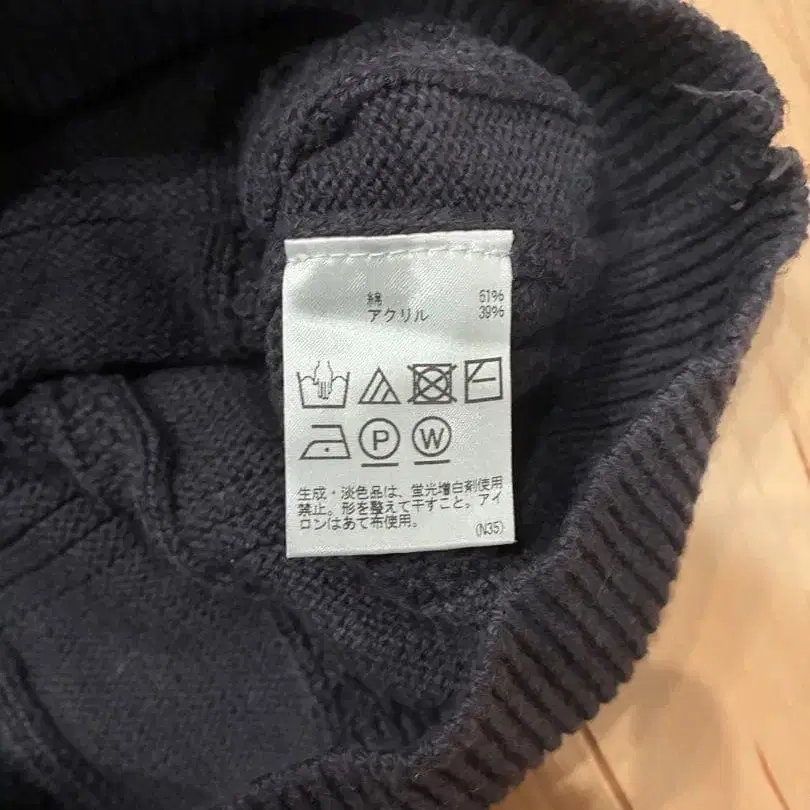 綿 61%
アクリル 39%
P W
生成・淡色品は、蛍光増白剤使用
禁止。形を整えて干すこと。アイ
ロンはあて布使用。
(N35)